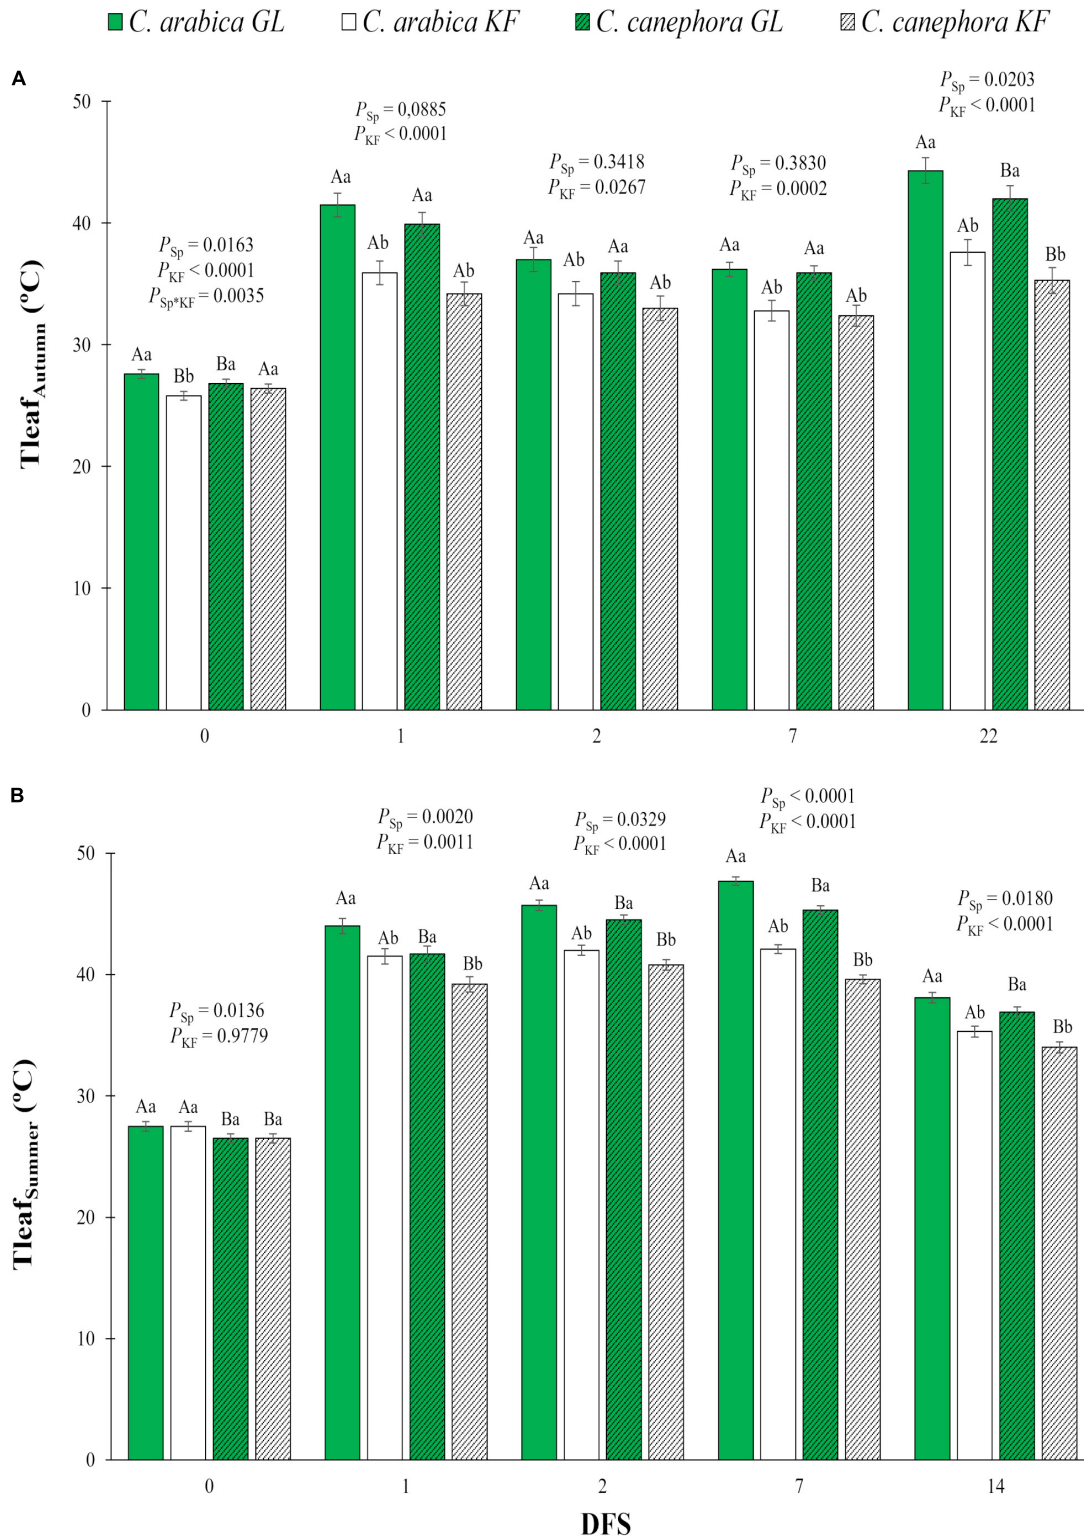 C. arabica GL C. arabica KF C. canephora GL C. canephora KF
A
P_Sp = 0.0163
P_KF < 0.0001
P_Sp*KF = 0.0035
P_Sp = 0,0885
P_KF < 0.0001
P_Sp = 0.3418
P_KF = 0.0267
P_Sp = 0.3830
P_KF = 0.0002
P_Sp = 0.0203
P_KF < 0.0001
50
40
30
20
10
0
Tleaf_Autumn (ºC)
Aa Bb Ba Aa
Aa Ab Aa Ab
Aa Ab Aa Ab
Aa Ab Aa Ab
Aa Ab Ba Bb
0 1 2 7 22
B
P_Sp = 0.0136
P_KF = 0.9779
P_Sp = 0.0020
P_KF = 0.0011
P_Sp = 0.0329
P_KF < 0.0001
P_Sp < 0.0001
P_KF < 0.0001
P_Sp = 0.0180
P_KF < 0.0001
50
40
30
20
10
0
Tleaf_Summer (ºC)
Aa Aa Ba Ba
Aa Ab Ba Bb
Aa Ab Ba Bb
Aa Ab Ba Bb
Aa Ab Ba Bb
0 1 2 7 14
DFS